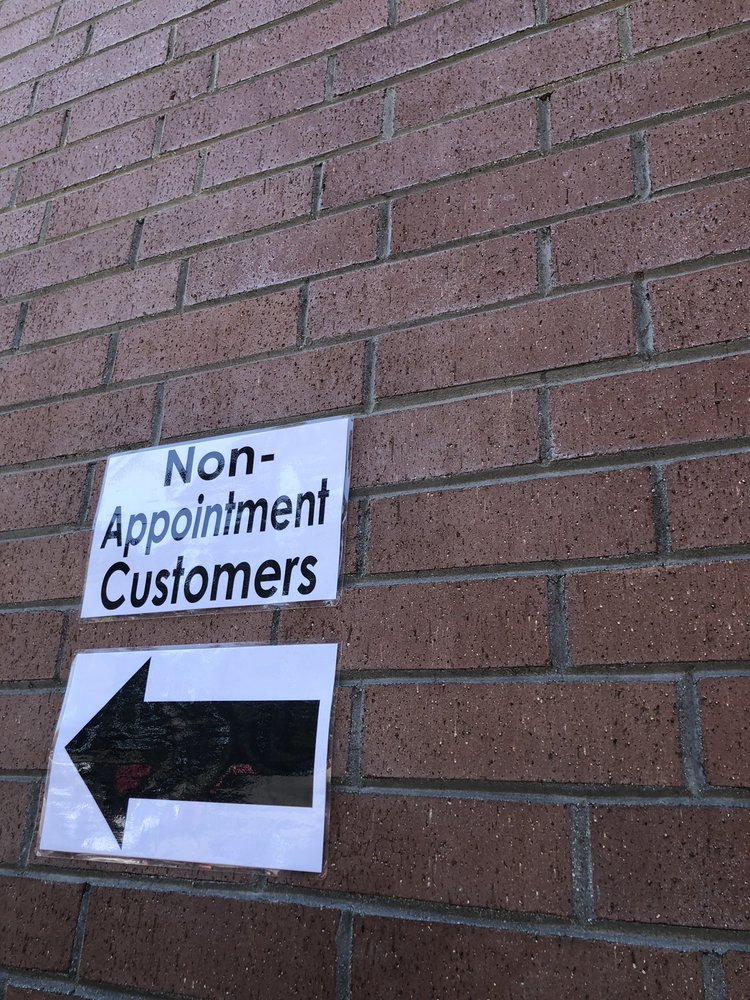 Non-
Appointment
Customers